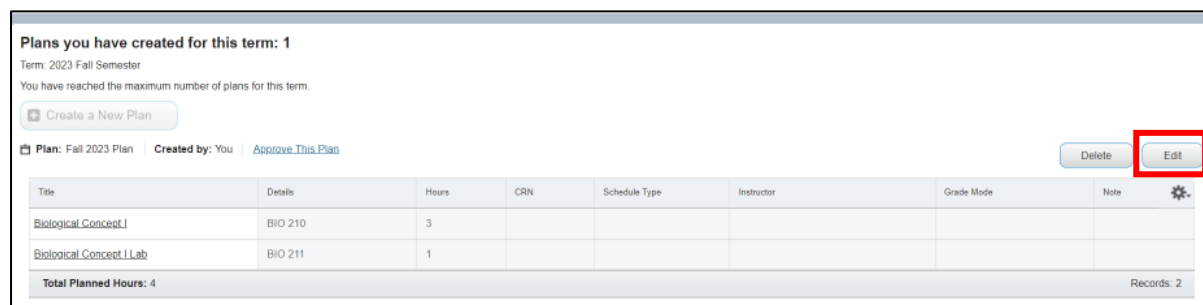 Plans you have created for this term: 1
Term: 2023 Fall Semester
You have reached the maximum number of plans for this term.
Create a New Plan
Plan: Fall 2023 Plan Created by: You Approve This Plan Delete Edit
Title Details Hours CRN Schedule Type Instructor Grade Mode Note
Biological Concept I BIO 210 3
Biological Concept I Lab BIO 211 1
Total Planned Hours: 4 Records: 2